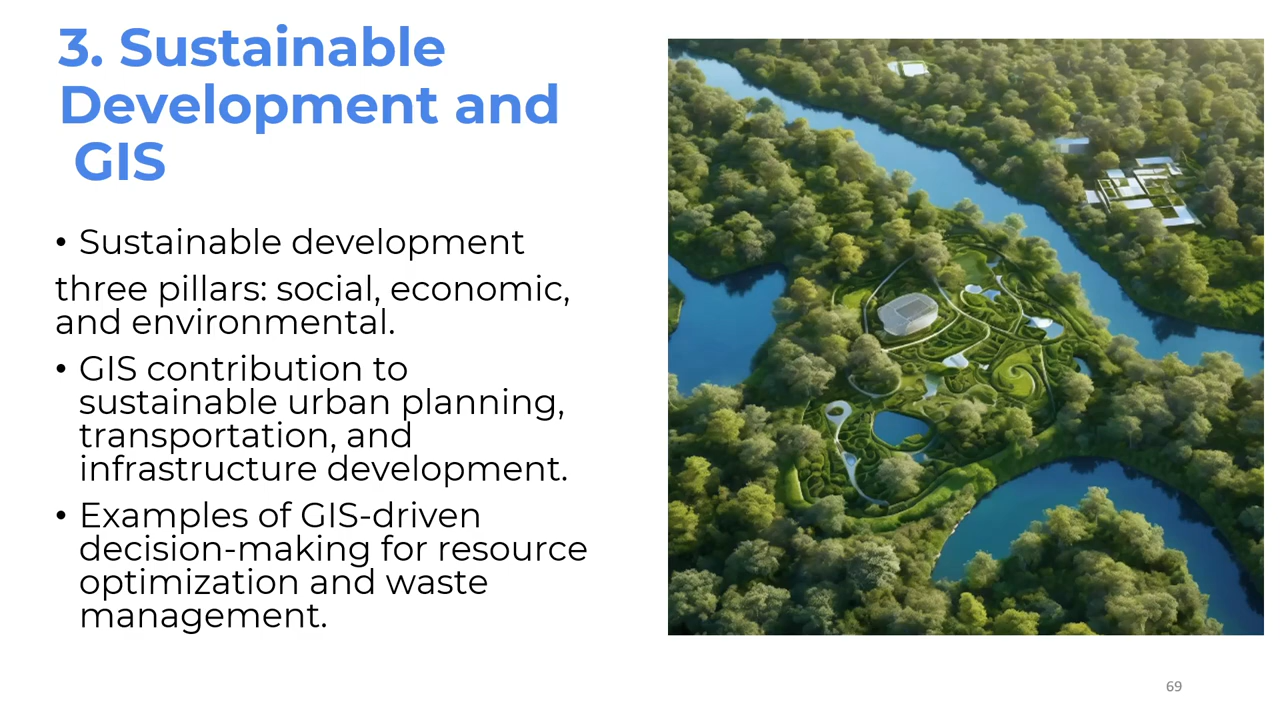 3. Sustainable
Development and
GIS
• Sustainable development
three pillars: social, economic,
and environmental.
• GIS contribution to
sustainable urban planning,
transportation, and
infrastructure development.
• Examples of GIS-driven
decision-making for resource
optimization and waste
management.
69